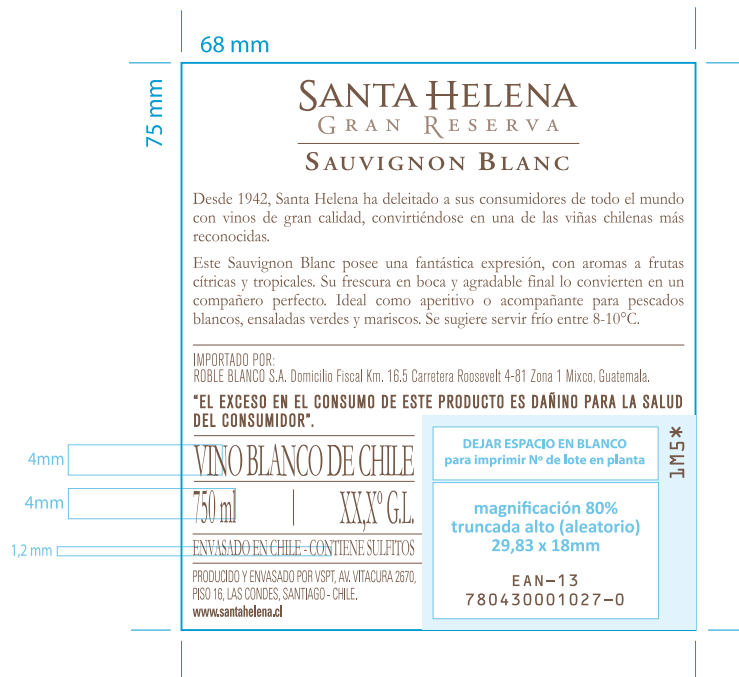 68 mm
75 mm
SANTA HELENA
GRAN RESERVA
SAUVIGNON BLANC
Desde 1942, Santa Helena ha deleitado a sus consumidores de todo el mundo
con vinos de gran calidad, convirtiéndose en una de las viñas chilenas más
reconocidas.
Este Sauvignon Blanc posee una fantástica expresión, con aromas a frutas
cítricas y tropicales. Su frescura en boca y agradable final lo convierten en un
compañero perfecto. Ideal como aperitivo o acompañante para pescados
blancos, ensaladas verdes y mariscos. Se sugiere servir frío entre 8-10°C.
IMPORTADO POR:
ROBLE BLANCO S.A. Domicilio Fiscal Km. 16.5 Carretera Roosevelt 4-81 Zona 1 Mixco, Guatemala.
"EL EXCESO EN EL CONSUMO DE ESTE PRODUCTO ES DAÑINO PARA LA SALUD
DEL CONSUMIDOR".
4mm
VINO BLANCO DE CHILE
4mm
750 ml
XX,X° G.L.
1,2 mm
ENVASADO EN CHILE - CONTIENE SULFITOS
PRODUCIDO Y ENVASADO POR VSPT, AV. VITACURA 2670,
PISO 16, LAS CONDES, SANTIAGO - CHILE.
www.santahelena.cl
DEJAR ESPACIO EN BLANCO
para imprimir Nº de lote en planta
1M5*
magnificación 80%
truncada alto (aleatorio)
29,83 x 18mm
EAN-13
780430001027-0